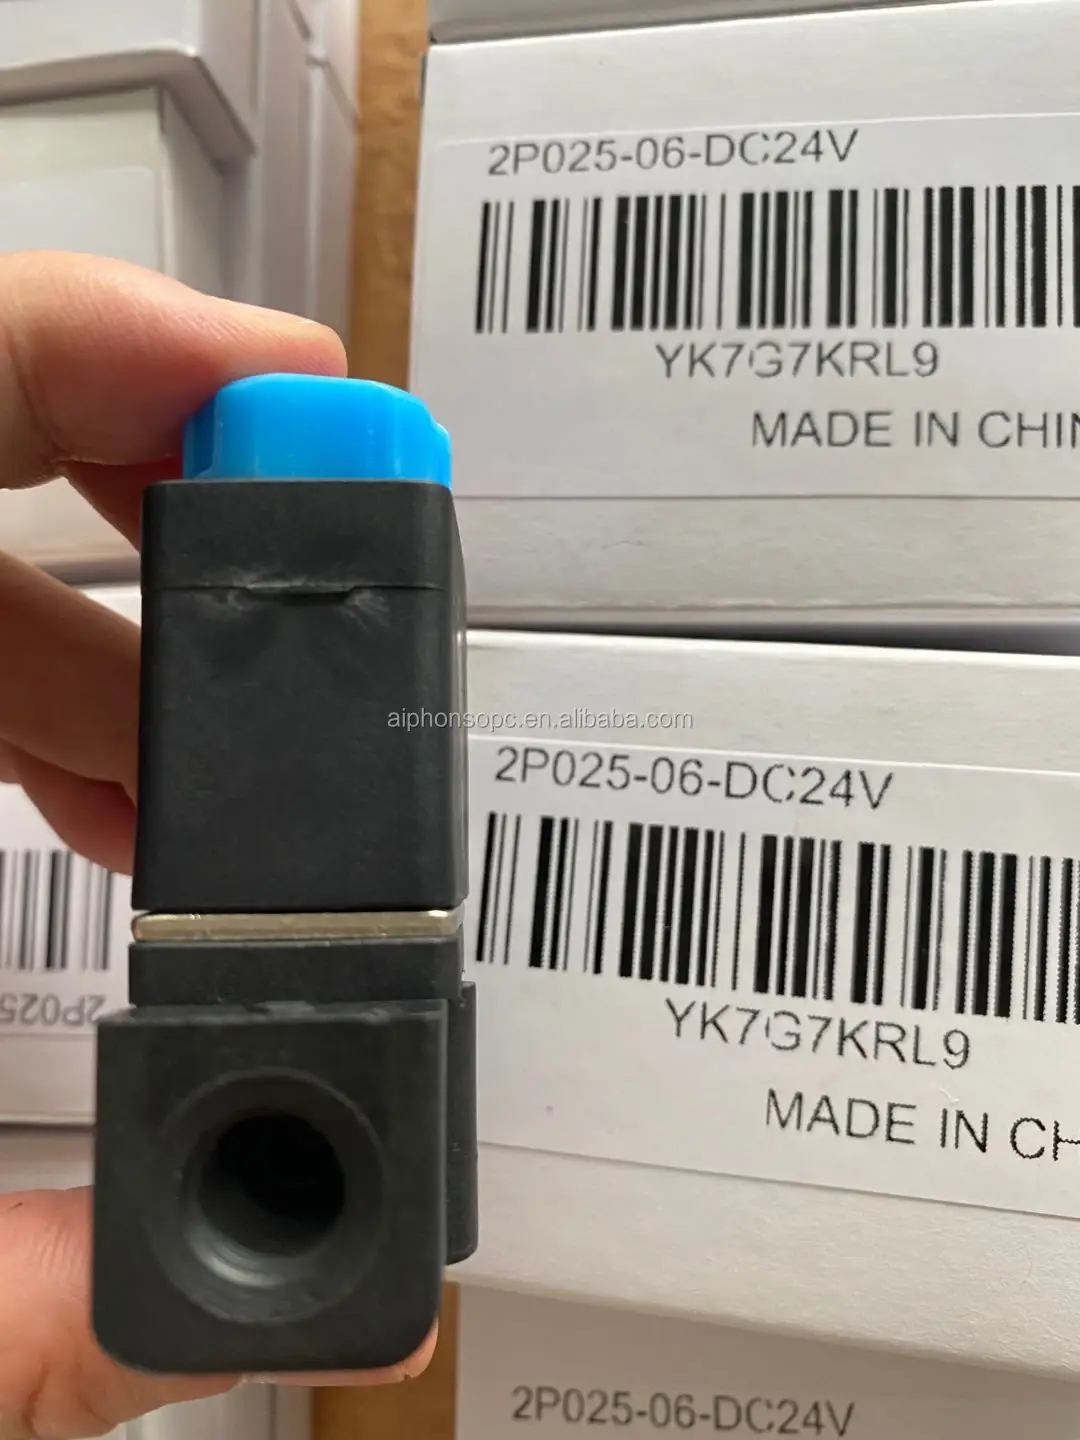 2P025-06-DC24V
YK7G7KRL9
MADE IN CHIN
aiphonsopc.en.alibaba.com
2P025-06-DC24V
YK7G7KRL9
MADE IN CH
2P025
2P025-06-DC24V